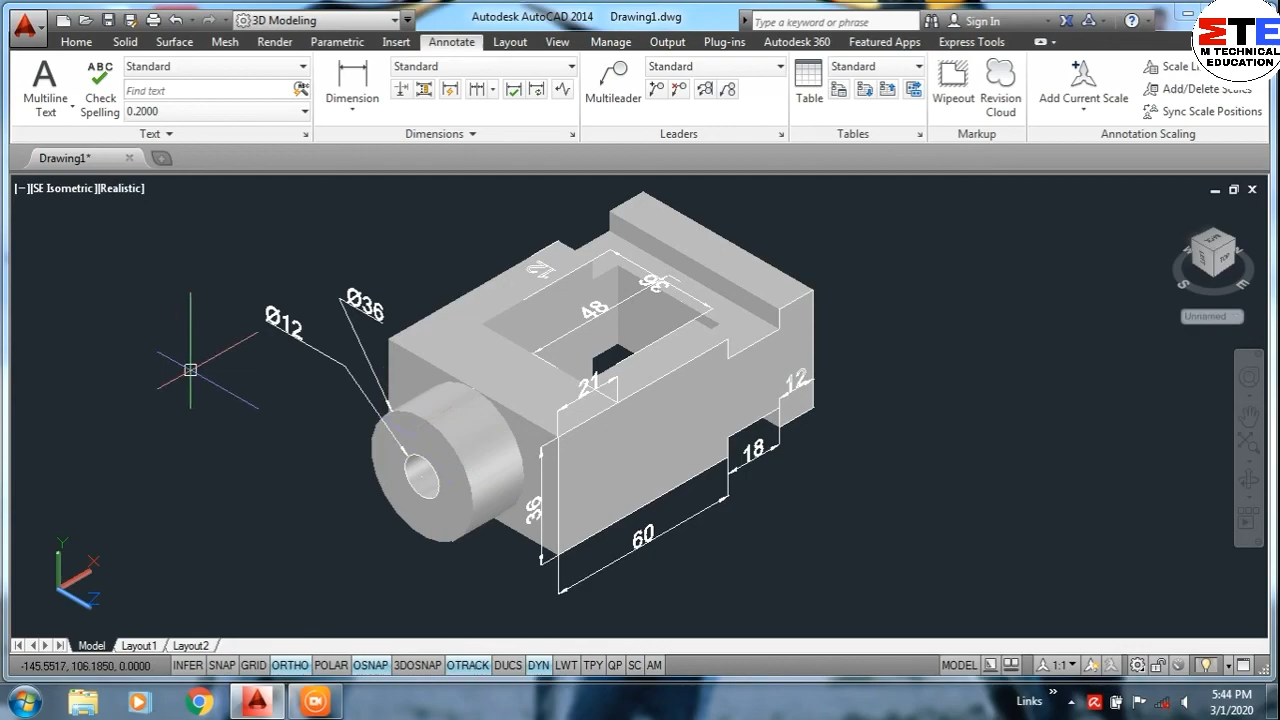 3D Modeling
Autodesk AutoCAD 2014 Drawing1.dwg
Type a keyword or phrase
Sign In
MTE
M TECHNICAL
EDUCATION
Home Solid Surface Mesh Render Parametric Insert Annotate Layout View Manage Output Plug-ins Autodesk 360 Featured Apps Express Tools
A
Multiline
Text
ABC
Check
Spelling
Standard
Find text
0.2000
Text
Dimension
Standard
Dimensions
Multileader
Standard
Leaders
Table
Standard
Tables
Wipeout
Revision
Cloud
Markup
Add Current Scale
Add/Delete Scales
Sync Scale Positions
Annotation Scaling
Drawing1*
[−][SE Isometric][Realistic]
12
36
48
Ø36
Ø12
21
12
18
36
60
TOP
S
E
Unnamed
Y
X
Z
Model Layout1 Layout2
-145.5517, 106.1850, 0.0000
INFER SNAP GRID ORTHO POLAR OSNAP 3DOSNAP OTRACK DUCS DYN LWT TPY QP SC AM
MODEL
1:1
Links
5:44 PM
3/1/2020